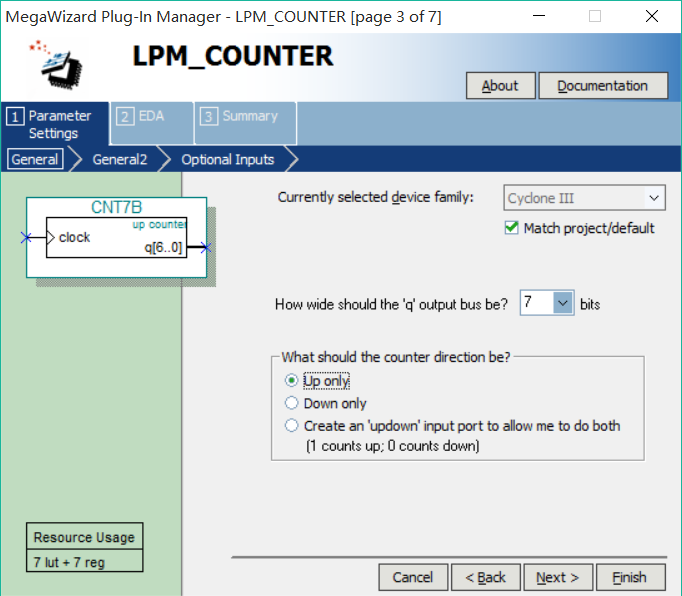 MegaWizard Plug-In Manager - LPM_COUNTER [page 3 of 7]
LPM_COUNTER
About
Documentation
1 Parameter Settings
2 EDA
3 Summary
General
General2
Optional Inputs
CNT7B
up counter
clock
q[6..0]
Currently selected device family:
Cyclone III
Match project/default
How wide should the 'q' output bus be?
7
bits
What should the counter direction be?
Up only
Down only
Create an 'updown' input port to allow me to do both
(1 counts up; 0 counts down)
Resource Usage
7 lut + 7 reg
Cancel
< Back
Next >
Finish